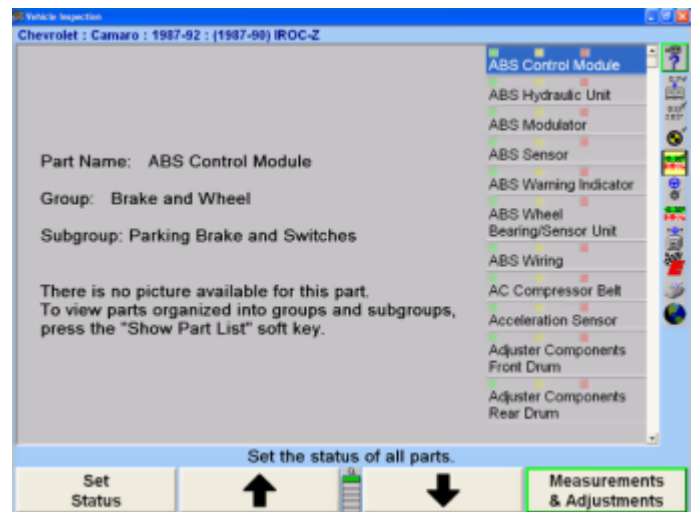 Vehicle Inspection
Chevrolet : Camaro : 1987-92 : (1987-90) IROC-Z
Part Name: ABS Control Module
Group: Brake and Wheel
Subgroup: Parking Brake and Switches
There is no picture available for this part.
To view parts organized into groups and subgroups,
press the "Show Part List" soft key.
ABS Control Module
ABS Hydraulic Unit
ABS Modulator
ABS Sensor
ABS Warning Indicator
ABS Wheel
Bearing/Sensor Unit
ABS Wiring
AC Compressor Belt
Acceleration Sensor
Adjuster Components
Front Drum
Adjuster Components
Rear Drum
Set the status of all parts.
Set
Status
Measurements
& Adjustments